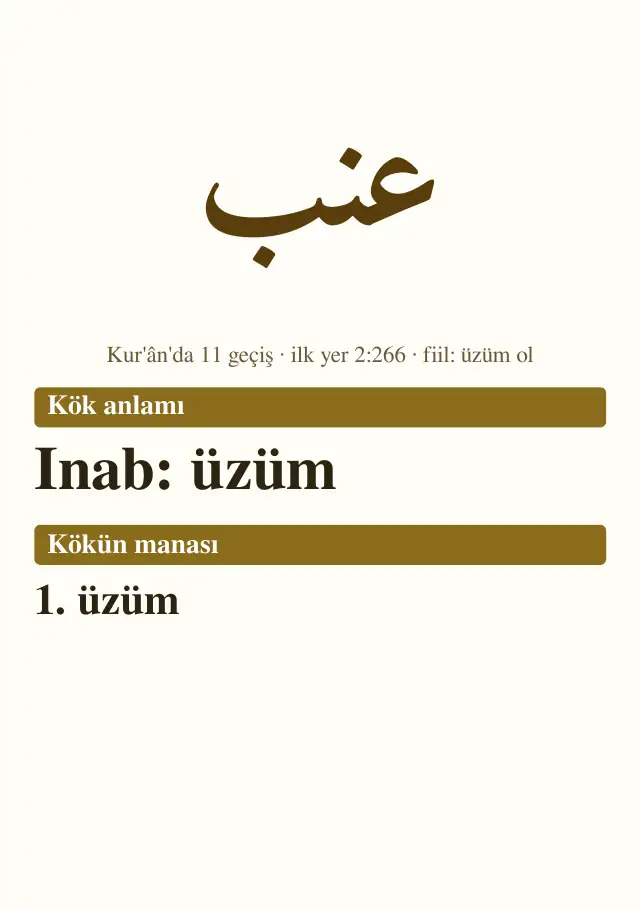 عنب
Kur'ân'da 11 geçiş · ilk yer 2:266 · fiil: üzüm ol
Kök anlamı
Inab: üzüm
Kökün manası
1. üzüm